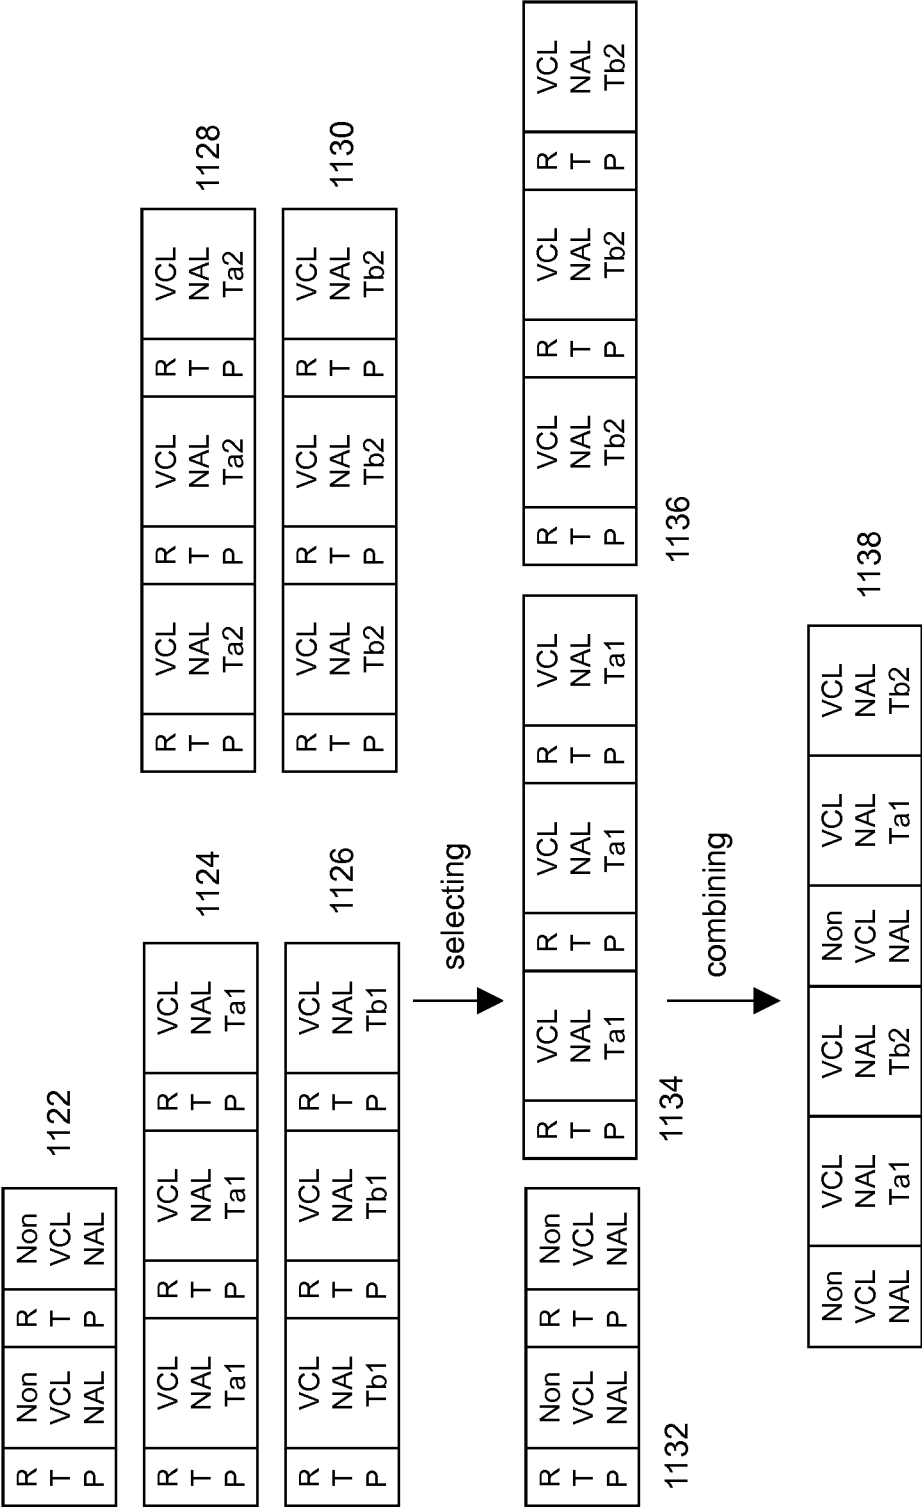 R Non R Non
T VCL T VCL 1122
P NAL P NAL
R VCL R VCL R VCL
T NAL T NAL T NAL 1124
P Ta1 P Ta1 P Ta1
R VCL R VCL R VCL
T NAL T NAL T NAL 1128
P Ta2 P Ta2 P Ta2
R VCL R VCL R VCL
T NAL T NAL T NAL 1126
P Tb1 P Tb1 P Tb1
R VCL R VCL R VCL
T NAL T NAL T NAL 1130
P Tb2 P Tb2 P Tb2
selecting
R Non R Non
T VCL T VCL
P NAL P NAL
1132
R VCL R VCL R VCL
T NAL T NAL T NAL
P Ta1 P Ta1 P Ta1
1134
R VCL R VCL R VCL
T NAL T NAL T NAL
P Tb2 P Tb2 P Tb2
1136
combining
Non VCL VCL Non VCL VCL
VCL NAL NAL VCL NAL NAL 1138
NAL Ta1 Tb2 NAL Ta1 Tb2